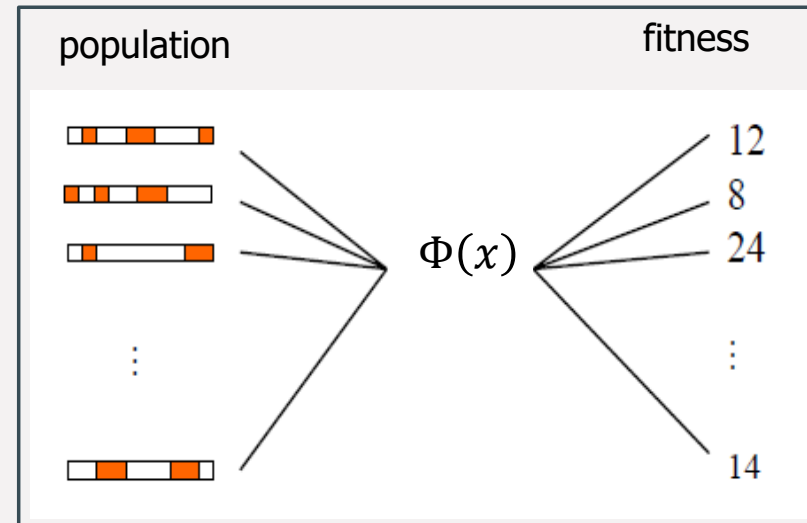 population
fitness
12
8
Φ(x)
24
⋮
⋮
14